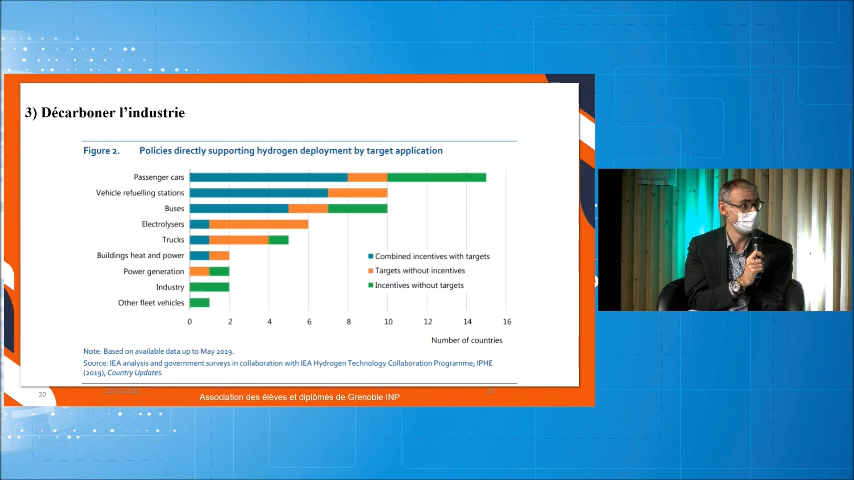 3) Décarboner l'industrie
Figure 2. Policies directly supporting hydrogen deployment by target application
Passenger cars
Vehicle refuelling stations
Buses
Electrolysers
Trucks
Buildings heat and power
Power generation
Industry
Other fleet vehicles
Combined incentives with targets
Targets without incentives
Incentives without targets
0 2 4 6 8 10 12 14 16
Number of countries
Note: Based on available data up to May 2019.
Source: IEA analysis and government surveys in collaboration with IEA Hydrogen Technology Collaboration Programme; IPHE
(2019), Country Updates.
20
Association des élèves et diplômés de Grenoble INP